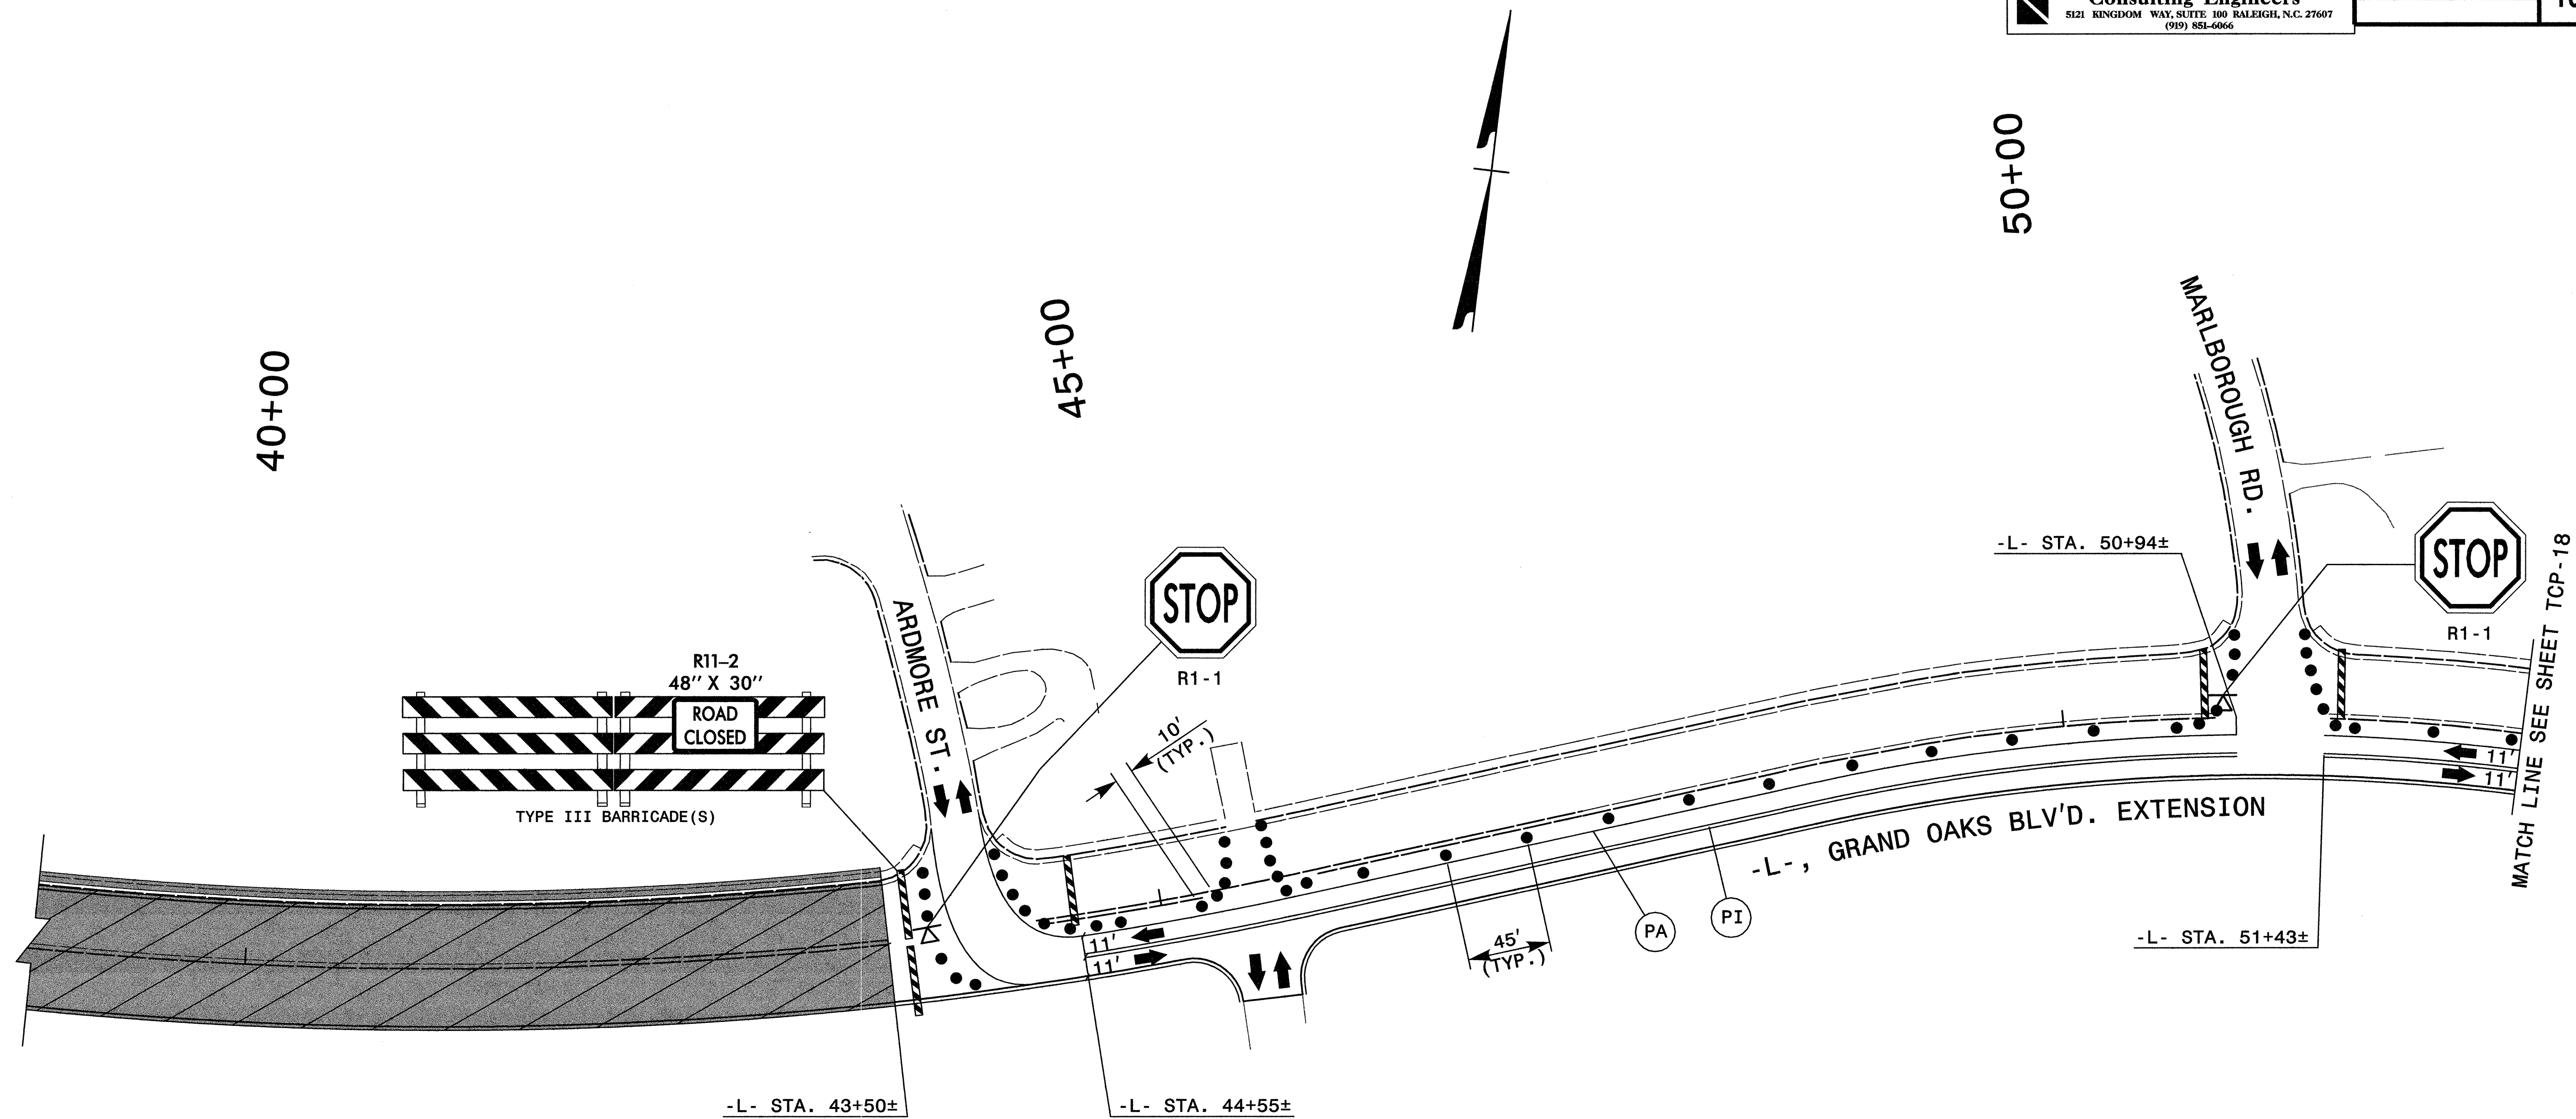 Consulting Engineers
5121 KINGDOM WAY, SUITE 100 RALEIGH, N.C. 27607
(919) 851-6066
40+00
45+00
50+00
MARLBOROUGH RD.
-L- STA. 50+94±
STOP
R1-1
MATCH LINE SEE SHEET TCP-18
ARDMORE ST.
STOP
R1-1
R11-2
48" X 30"
ROAD
CLOSED
TYPE III BARRICADE(S)
10'
(TYP.)
11'
11'
11'
11'
45'
(TYP.)
PA
PI
-L-, GRAND OAKS BLV'D. EXTENSION
-L- STA. 51+43±
-L- STA. 43+50±
-L- STA. 44+55±